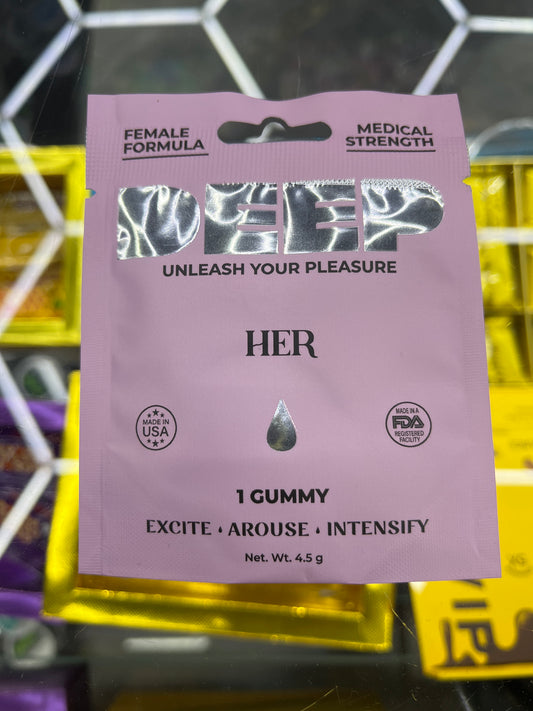 FEMALE
FORMULA
MEDICAL
STRENGTH
DEEP
UNLEASH YOUR PLEASURE
HER
MADE IN
USA
MADE IN A
FDA
REGISTERED
FACILITY
1 GUMMY
EXCITE • AROUSE • INTENSIFY
Net. Wt. 4.5 g
VIP